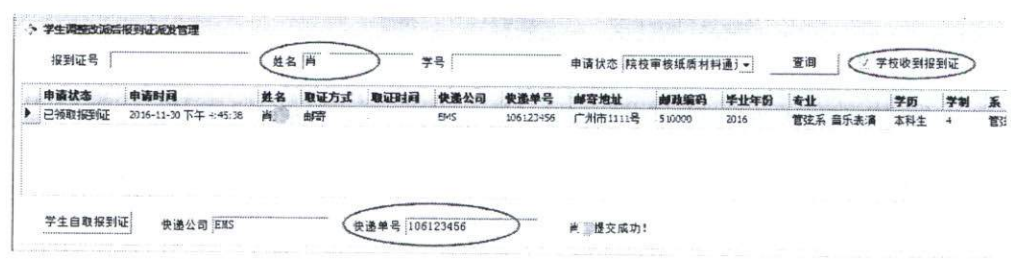 学生调整改派后报到证派发管理
报到证号 姓名 肖 学号 申请状态 院校审核纸质材料通 查询 学校收到报到证
申请状态 申请时间 姓名 取证方式 取证时间 快递公司 快递单号 邮寄地址 邮政编码 毕业年份 专业 学历 学制 系
已领取报到证 2016-11-30 下午 4:45:38 肖 邮寄 EMS 106123456 广州市1111号 510000 2016 管弦系 音乐表演 本科生 4 管弦
学生自取报到证 快递公司 EMS 快递单号 106123456 肖 提交成功!